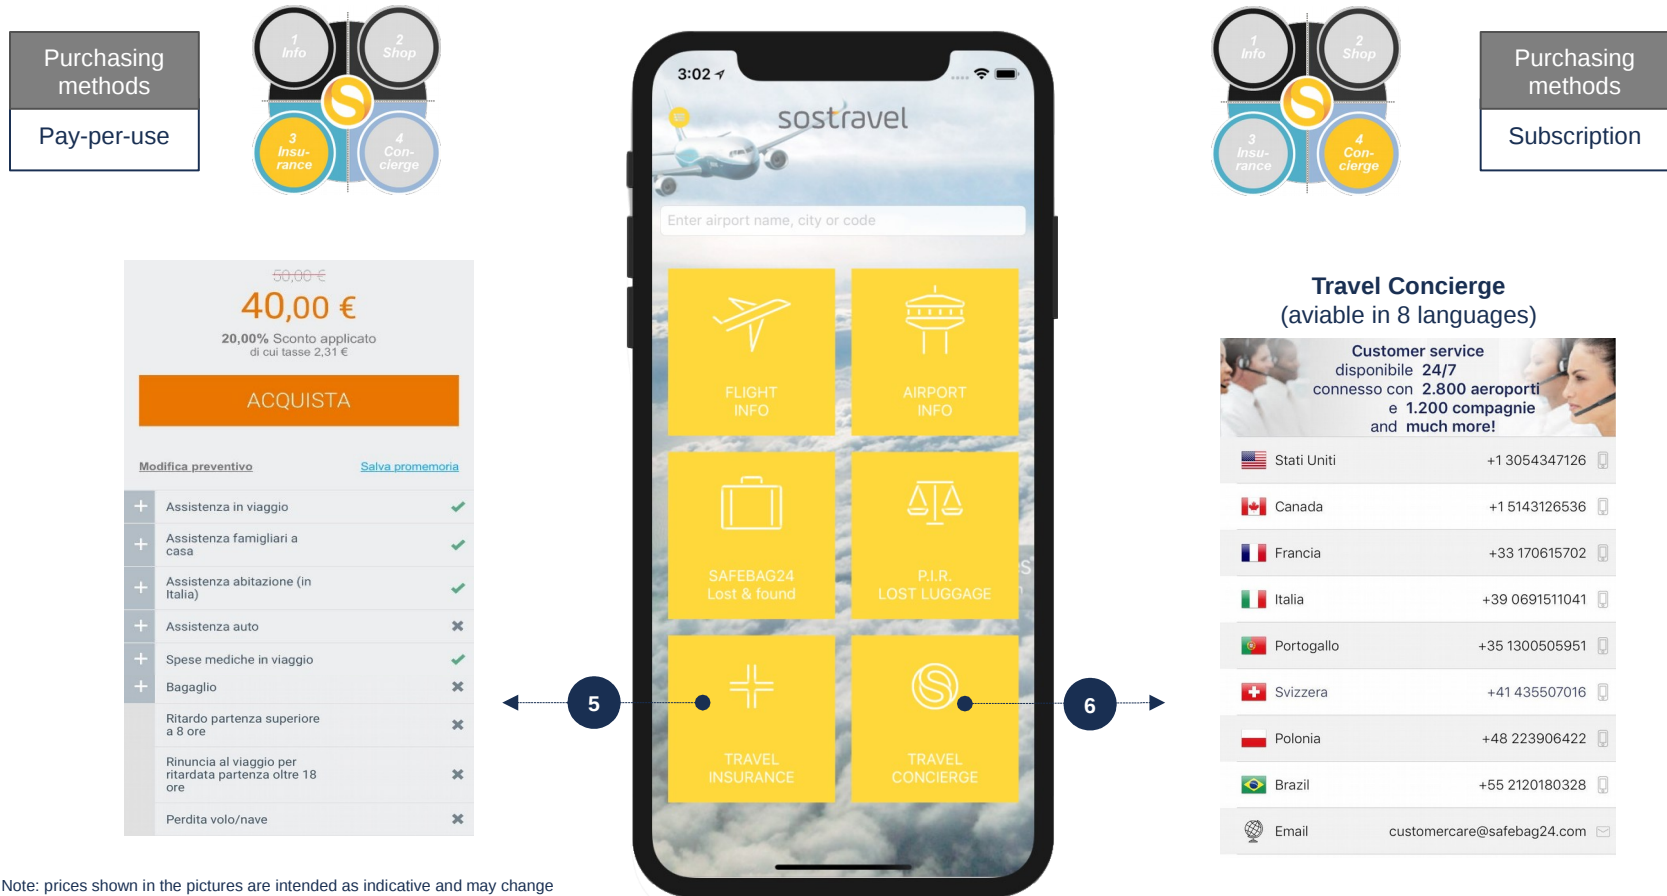 Purchasing
methods
Pay-per-use
1
Info
2
Shop
3
Insu-
rance
4
Con-
cierge
50,00 €
40,00 €
20,00% Sconto applicato
di cui tasse 2,31 €
ACQUISTA
Modifica preventivo
Salva promemoria
Assistenza in viaggio
Assistenza famigliari a
casa
Assistenza abitazione (in
Italia)
Assistenza auto
Spese mediche in viaggio
Bagaglio
Ritardo partenza superiore
a 8 ore
Rinuncia al viaggio per
ritardata partenza oltre 18
ore
Perdita volo/nave
Note: prices shown in the pictures are intended as indicative and may change
5
3:02
sostravel
Enter airport name, city or code
FLIGHT
INFO
AIRPORT
INFO
SAFEBAG24
Lost & found
P.I.R.
LOST LUGGAGE
TRAVEL
INSURANCE
TRAVEL
CONCIERGE
6
1
Info
2
Shop
3
Insu-
rance
4
Con-
cierge
Purchasing
methods
Subscription
Travel Concierge
(aviable in 8 languages)
Customer service
disponibile 24/7
connesso con 2.800 aeroporti
e 1.200 compagnie
and much more!
Stati Uniti +1 3054347126
Canada +1 5143126536
Francia +33 170615702
Italia +39 0691511041
Portogallo +35 1300505951
Svizzera +41 435507016
Polonia +48 223906422
Brazil +55 2120180328
Email customercare@safebag24.com